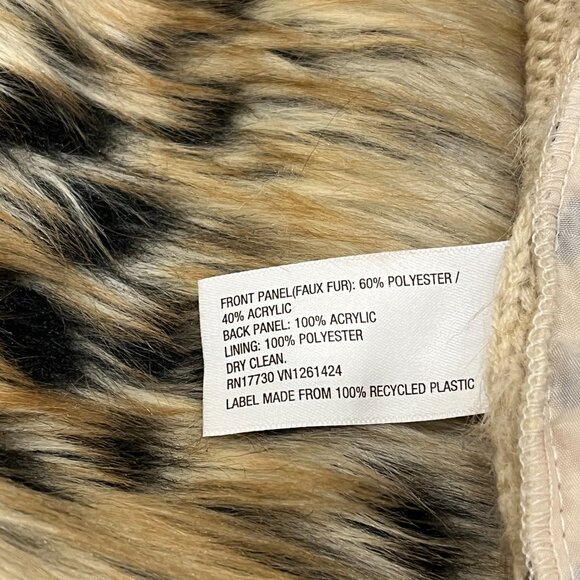 FRONT PANEL(FAUX FUR): 60% POLYESTER /
40% ACRYLIC
BACK PANEL: 100% ACRYLIC
LINING: 100% POLYESTER
DRY CLEAN.
RN17730 VN1261424
LABEL MADE FROM 100% RECYCLED PLASTIC